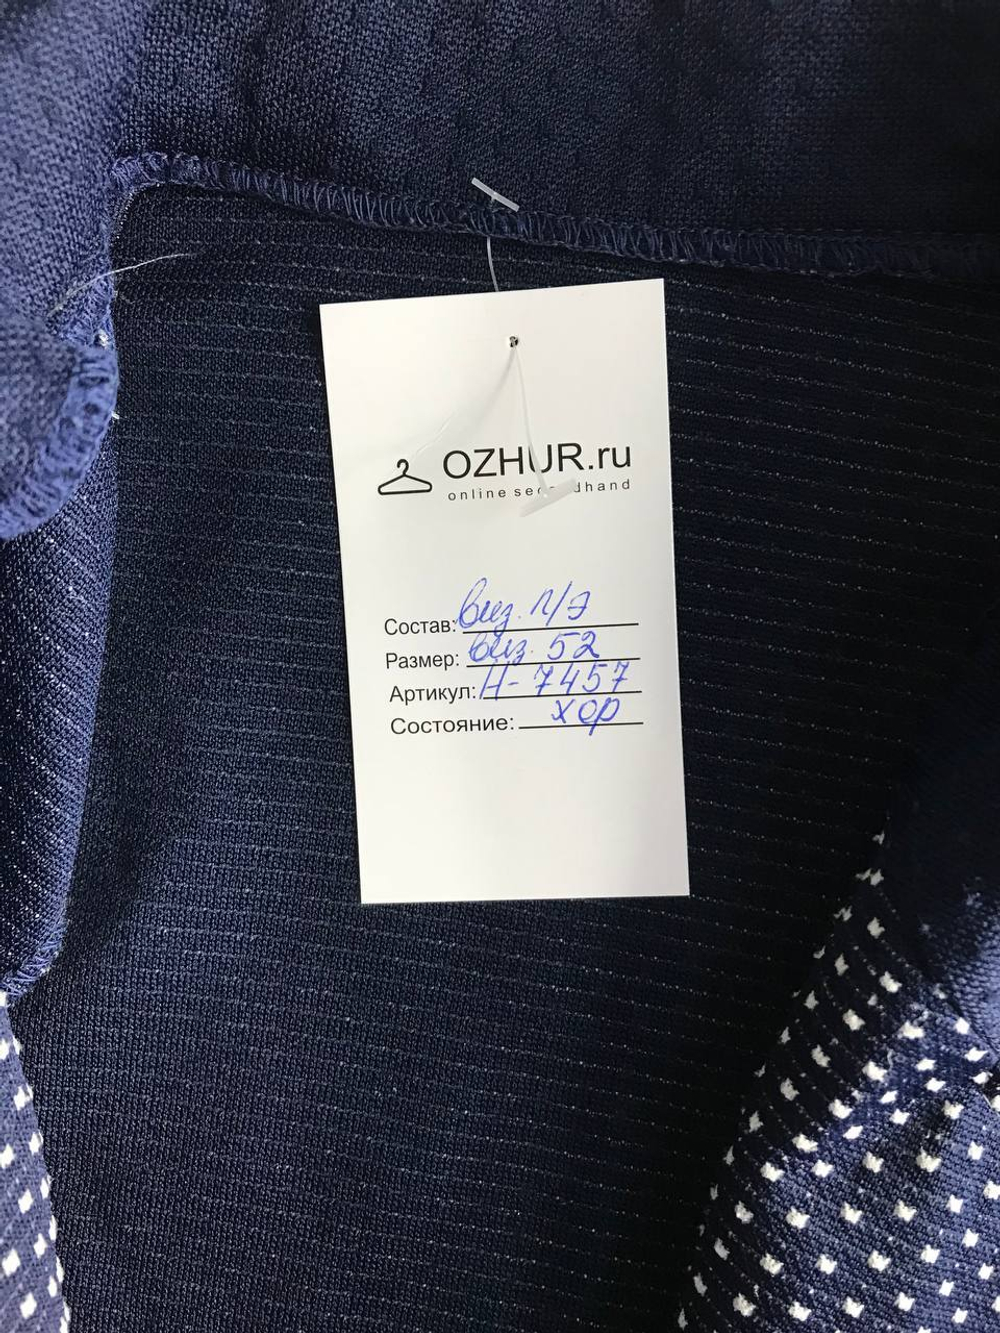 OZHUR.ru
online secondhand
Состав: виз. п/э
Размер: виз. 52
Артикул: Н-7457
Состояние: хор